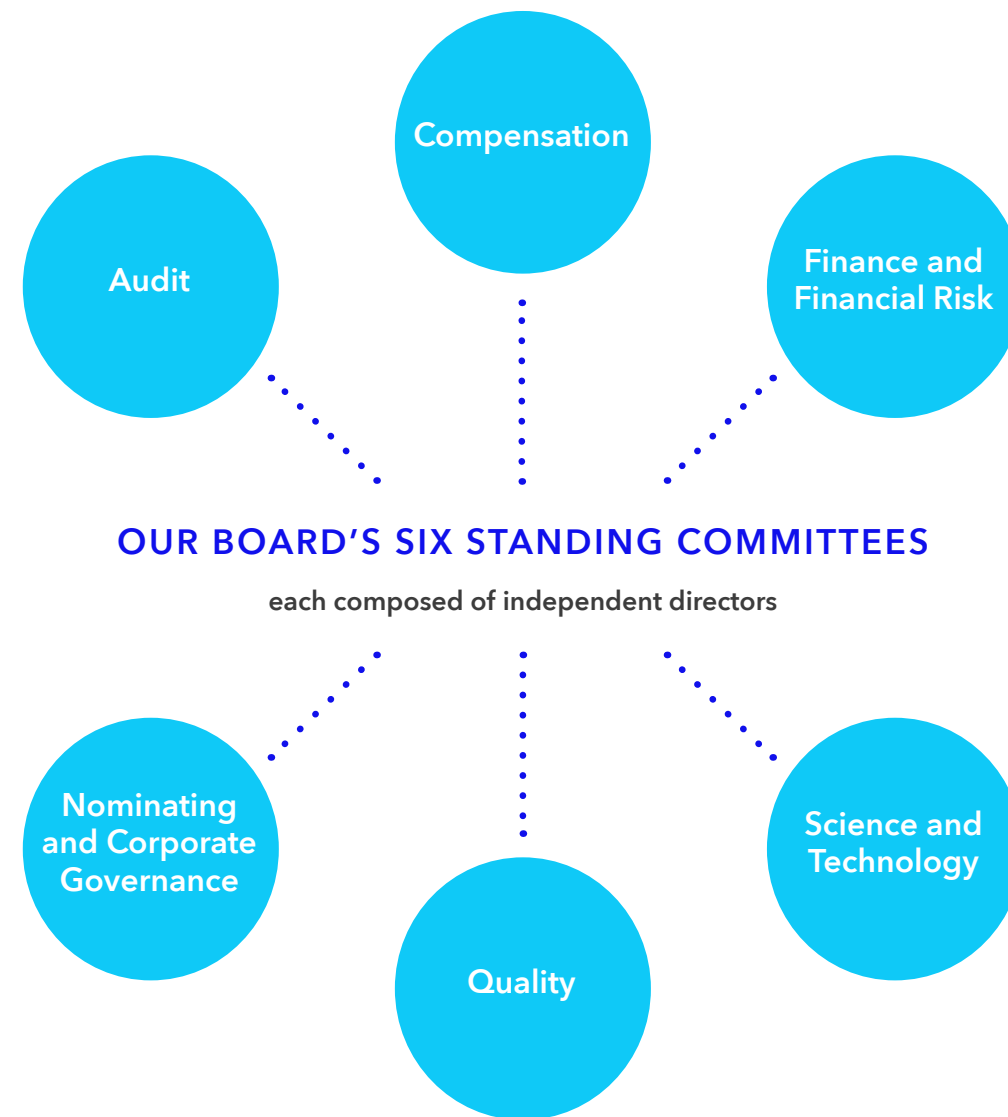 Compensation
Audit
Finance and
Financial Risk
OUR BOARD’S SIX STANDING COMMITTEES
each composed of independent directors
Nominating
and Corporate
Governance
Science and
Technology
Quality